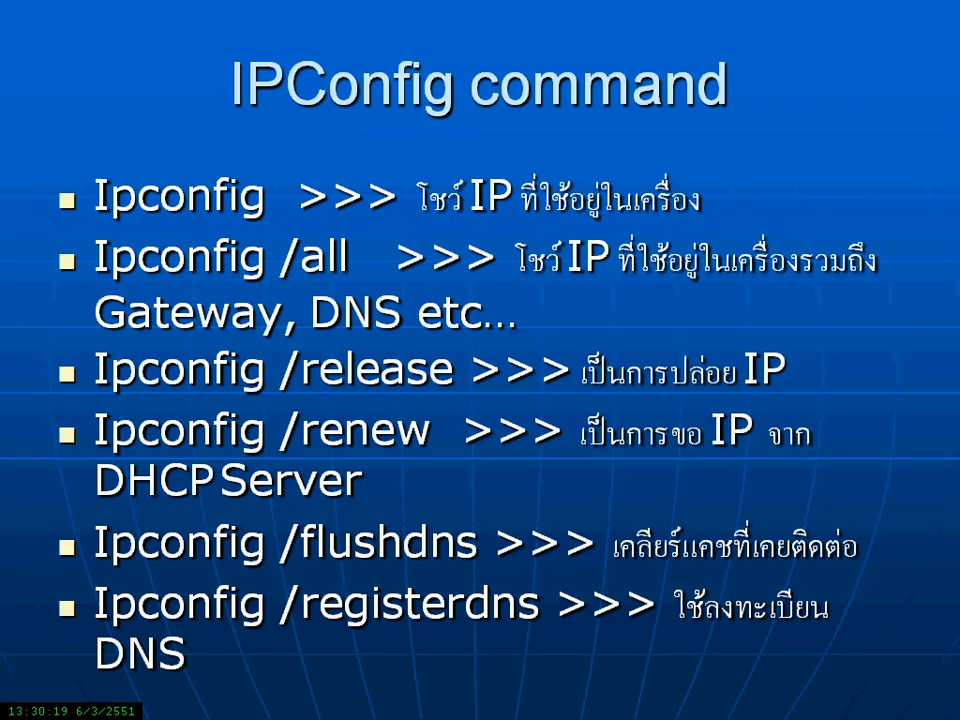 IPConfig command
Ipconfig >>> โชว์ IP ที่ใช้อยู่ในเครื่อง
Ipconfig /all >>> โชว์ IP ที่ใช้อยู่ในเครื่องรวมถึง
Gateway, DNS etc…
Ipconfig /release >>> เป็นการปล่อย IP
Ipconfig /renew >>> เป็นการขอ IP จาก
DHCP Server
Ipconfig /flushdns >>> เคลียร์แคชที่เคยติดต่อ
Ipconfig /registerdns >>> ใช้ลงทะเบียน
DNS
13:30:19 6/3/2551